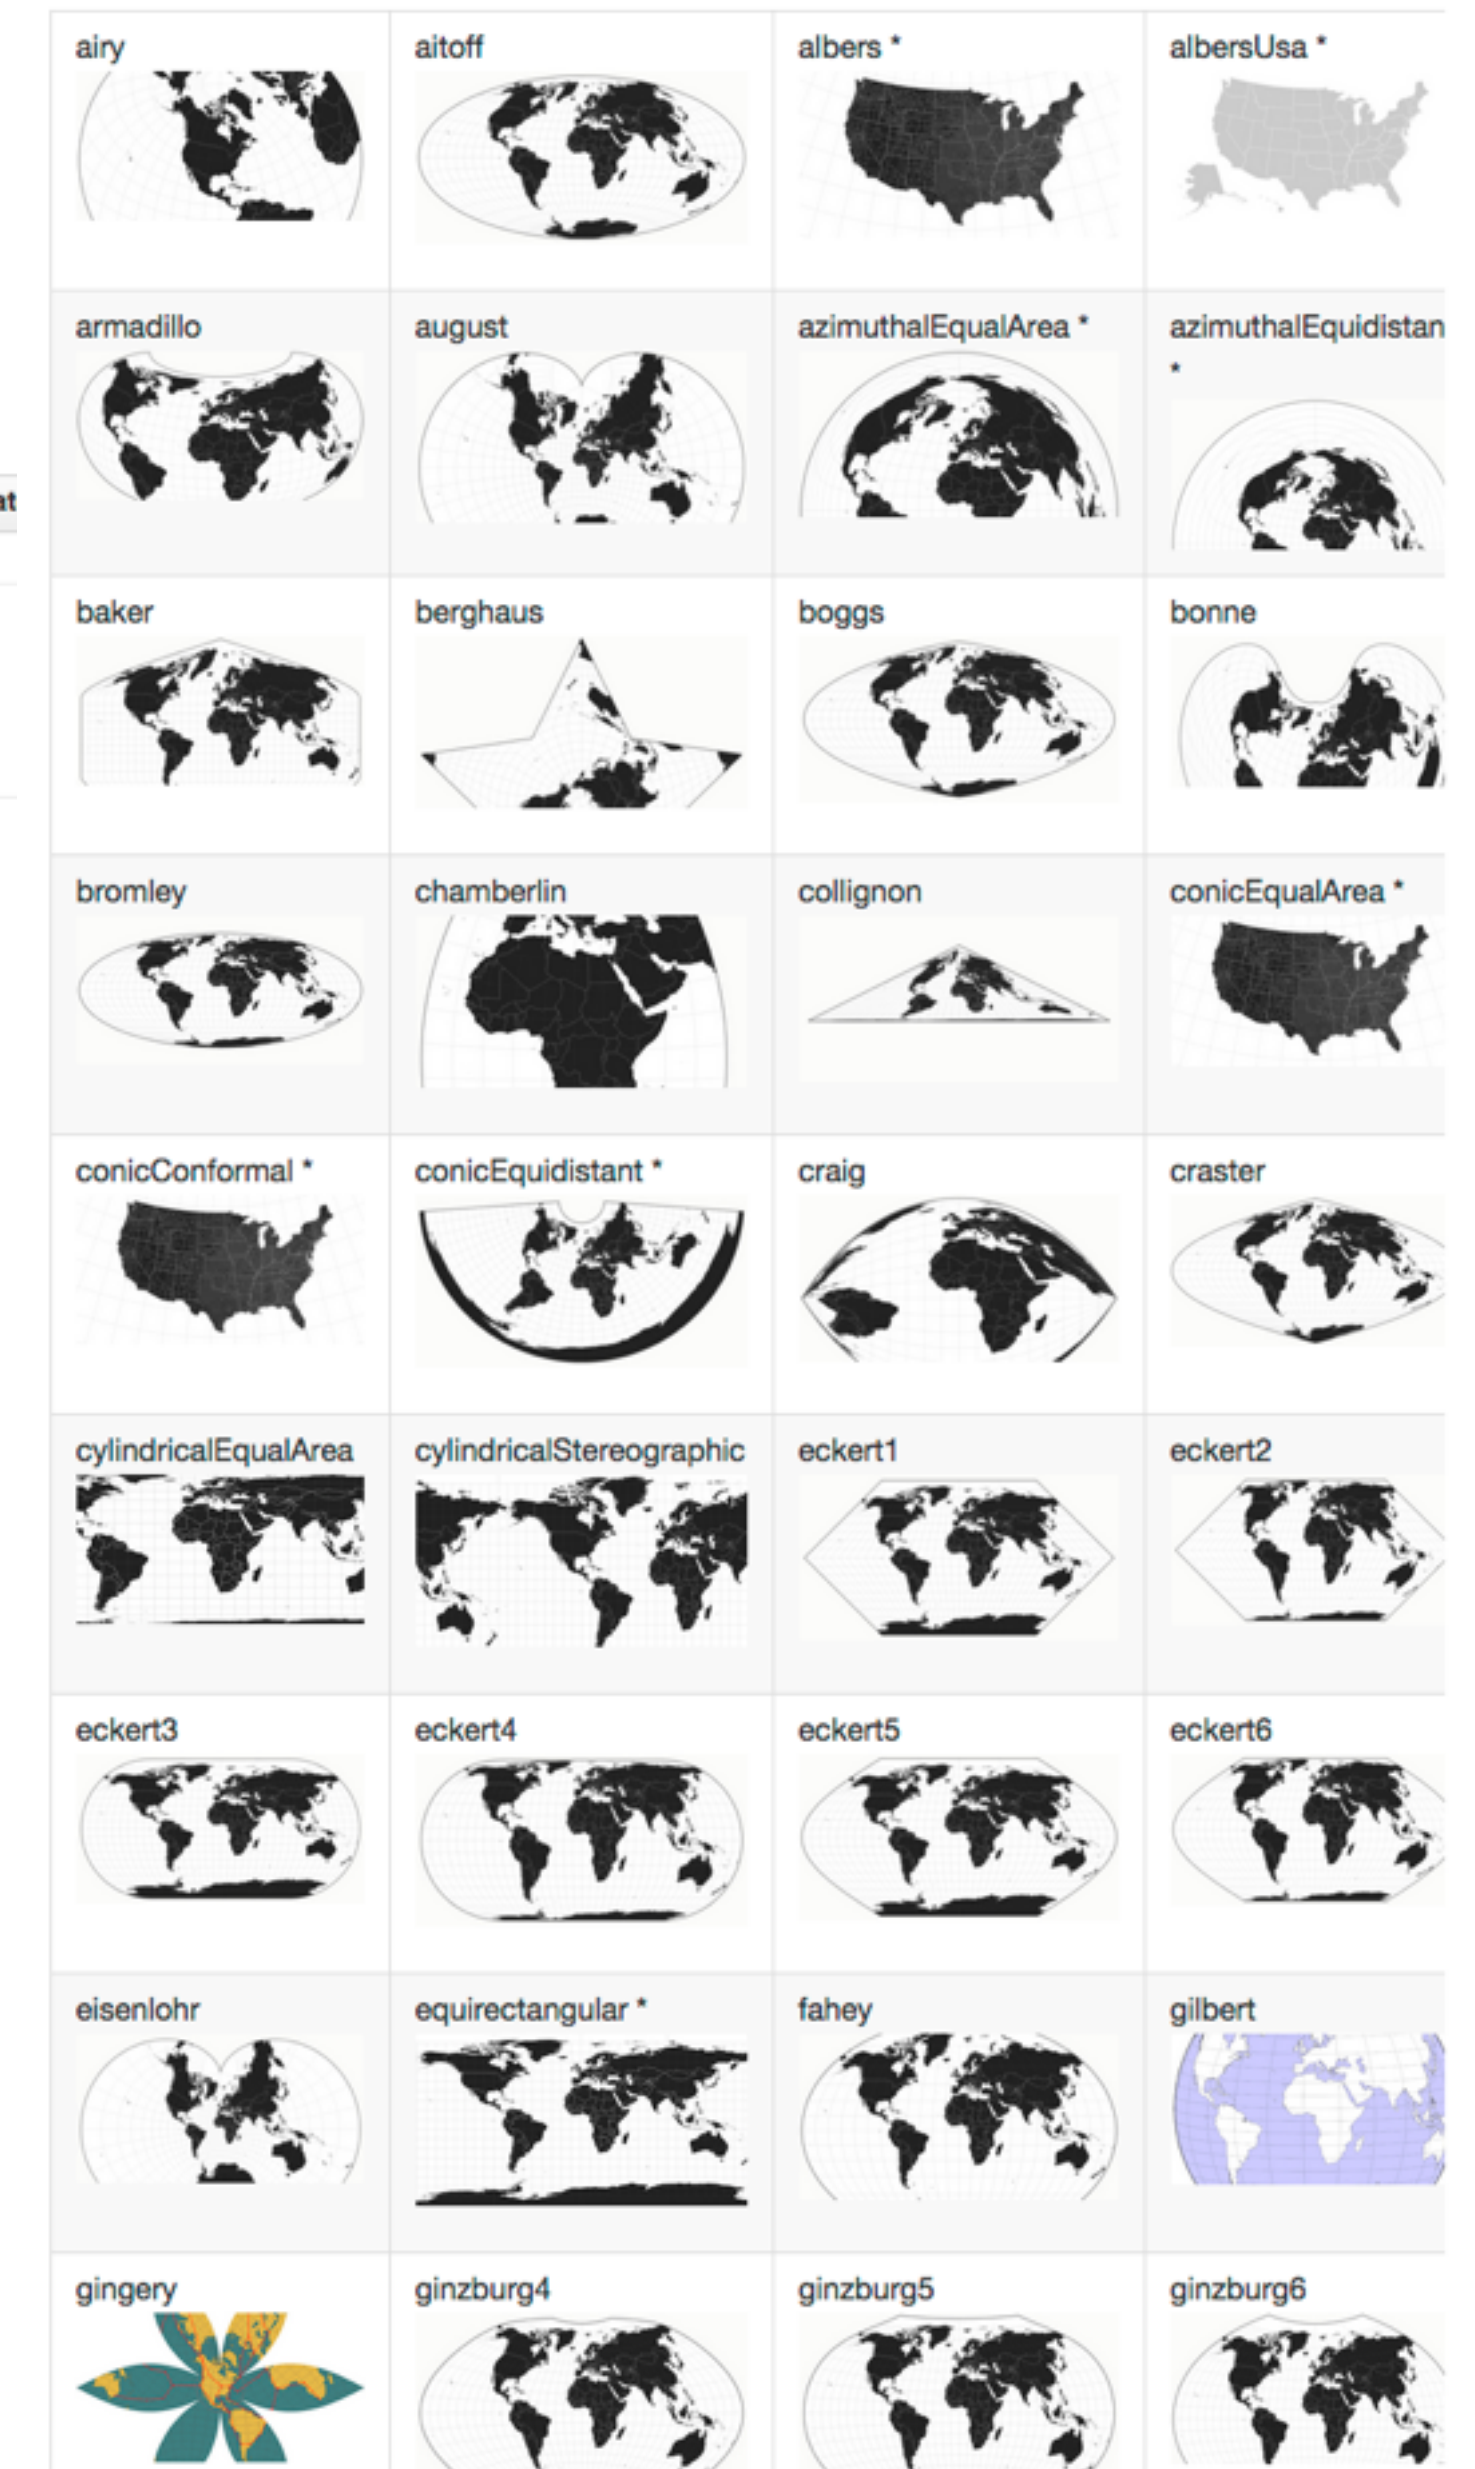 airy
aitoff
albers *
albersUsa *
armadillo
august
azimuthalEqualArea *
azimuthalEquidistan
*
at
baker
berghaus
boggs
bonne
bromley
chamberlin
collignon
conicEqualArea *
conicConformal *
conicEquidistant *
craig
craster
cylindricalEqualArea
cylindricalStereographic
eckert1
eckert2
eckert3
eckert4
eckert5
eckert6
eisenlohr
equirectangular *
fahey
gilbert
gingery
ginzburg4
ginzburg5
ginzburg6